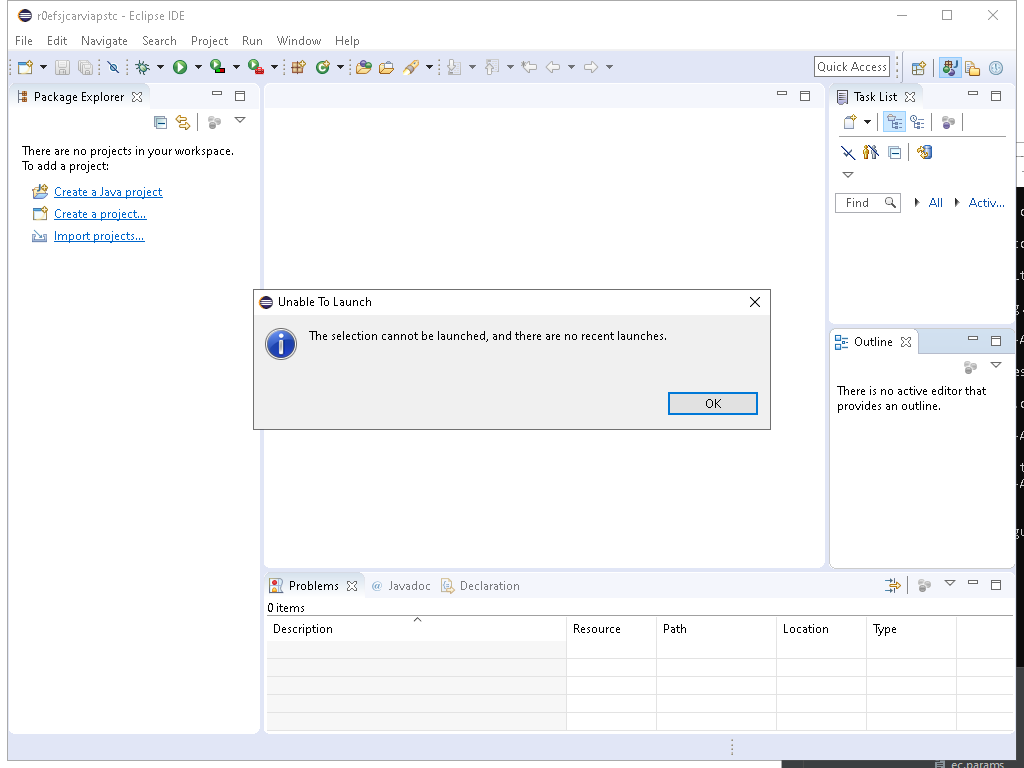 r0efsjcarviapstc - Eclipse IDE
File Edit Navigate Search Project Run Window Help
Quick Access
Package Explorer
There are no projects in your workspace.
To add a project:
Create a Java project
Create a project...
Import projects...
Task List
Find
All
Activ...
Unable To Launch
The selection cannot be launched, and there are no recent launches.
OK
Outline
There is no active editor that
provides an outline.
Problems
@ Javadoc
Declaration
0 items
Description Resource Path Location Type
ec.params